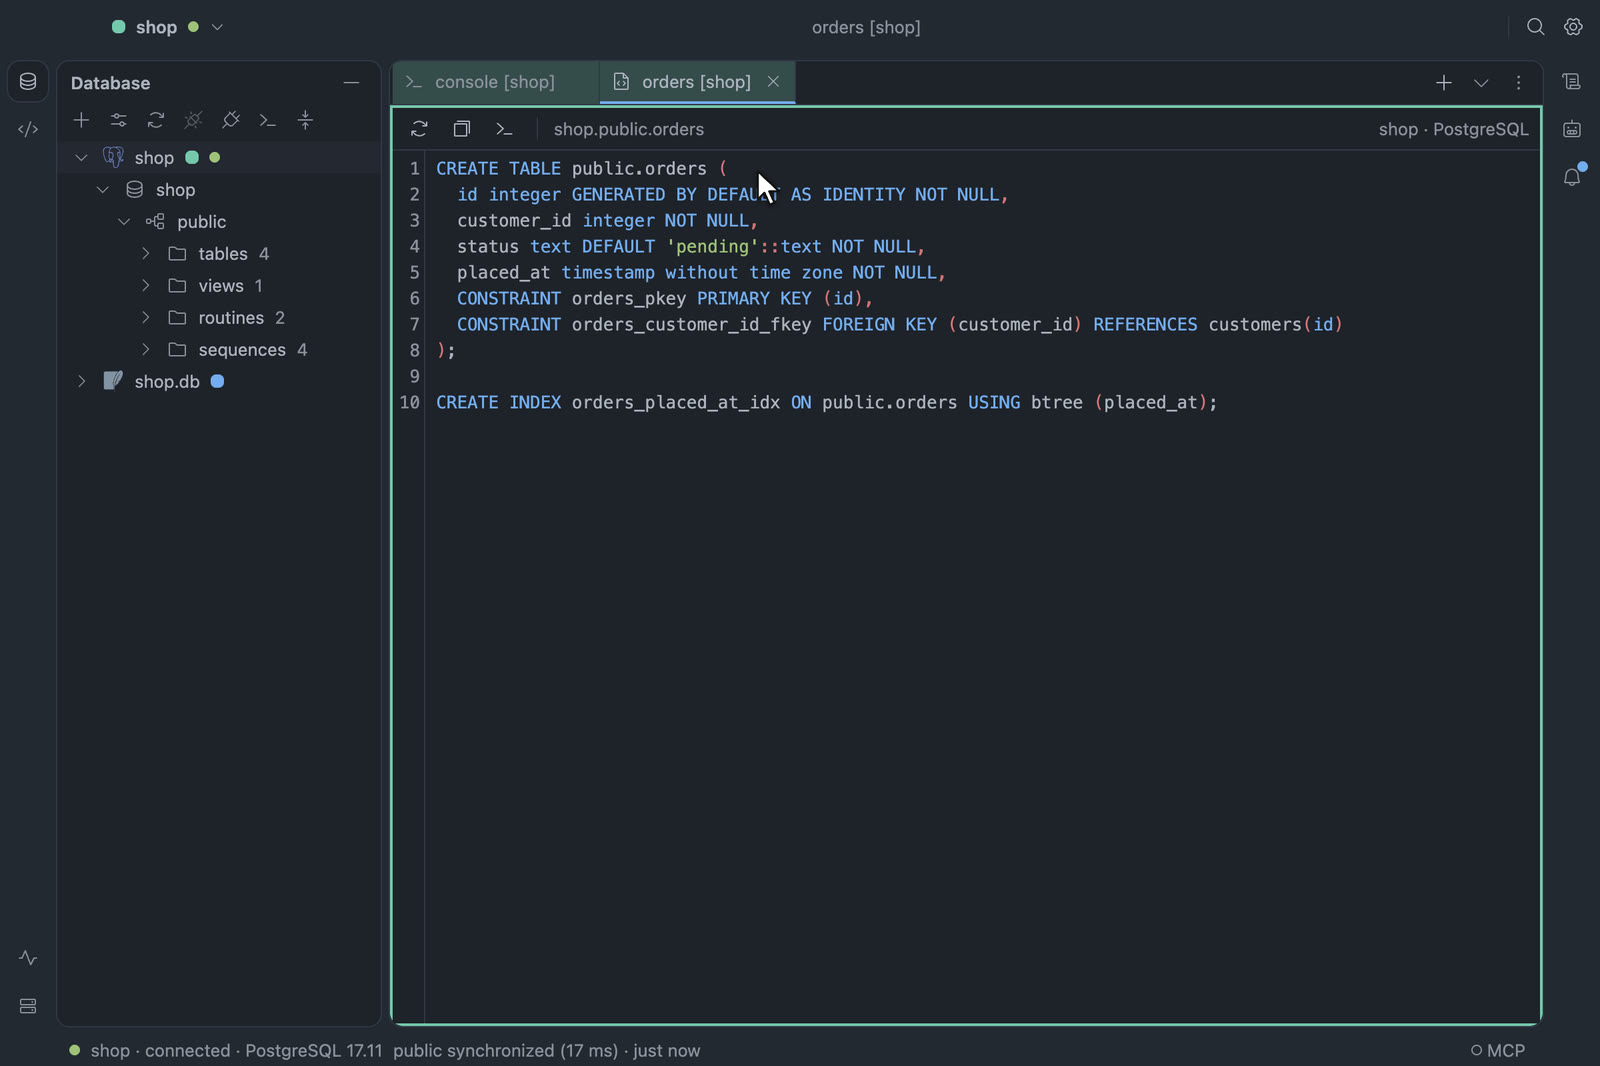 shop
orders [shop]
Database
console [shop]
orders [shop]
shop.public.orders
shop · PostgreSQL
shop
shop
public
tables 4
views 1
routines 2
sequences 4
shop.db
1 CREATE TABLE public.orders (
2 id integer GENERATED BY DEFAULT AS IDENTITY NOT NULL,
3 customer_id integer NOT NULL,
4 status text DEFAULT 'pending'::text NOT NULL,
5 placed_at timestamp without time zone NOT NULL,
6 CONSTRAINT orders_pkey PRIMARY KEY (id),
7 CONSTRAINT orders_customer_id_fkey FOREIGN KEY (customer_id) REFERENCES customers(id)
8 );
9
10 CREATE INDEX orders_placed_at_idx ON public.orders USING btree (placed_at);
shop · connected · PostgreSQL 17.11 public synchronized (17 ms) · just now
MCP